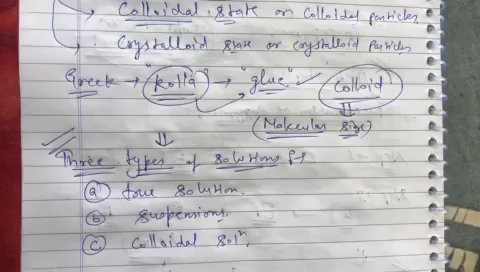 Colloidal state or Colloidal particles
Crystalloid state or crystalloid particles
Greek → "kolla" → "glue". Colloid
(Molecular size)
Three types of solutions :-
(a) true solution.
(b) suspensions.
(c) colloidal solⁿ.